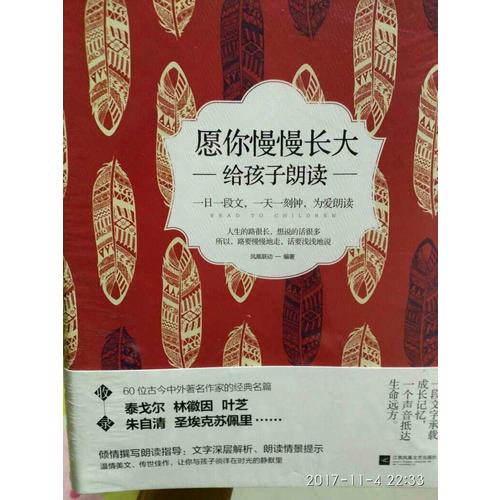 愿你慢慢长大
给孩子朗读
一日一段文，一天一刻钟，为爱朗读
READ TO CHILDREN
人生的路很长，想说的话很多
所以，路要慢慢地走，话要浅浅地说
凤凰联动 — 编著
收录
60位古今中外著名作家的经典名篇
泰戈尔 林徽因 叶芝
朱自清 圣埃克苏佩里……
倾情撰写朗读指导：文字深层解析、朗读情景提示
温情美文、传世佳作，让你与孩子徜徉在时光的静默里
一段文字承载
成长记忆，
一个声音抵达
生命远方
江苏凤凰文艺出版社
2017-11-4 22:33